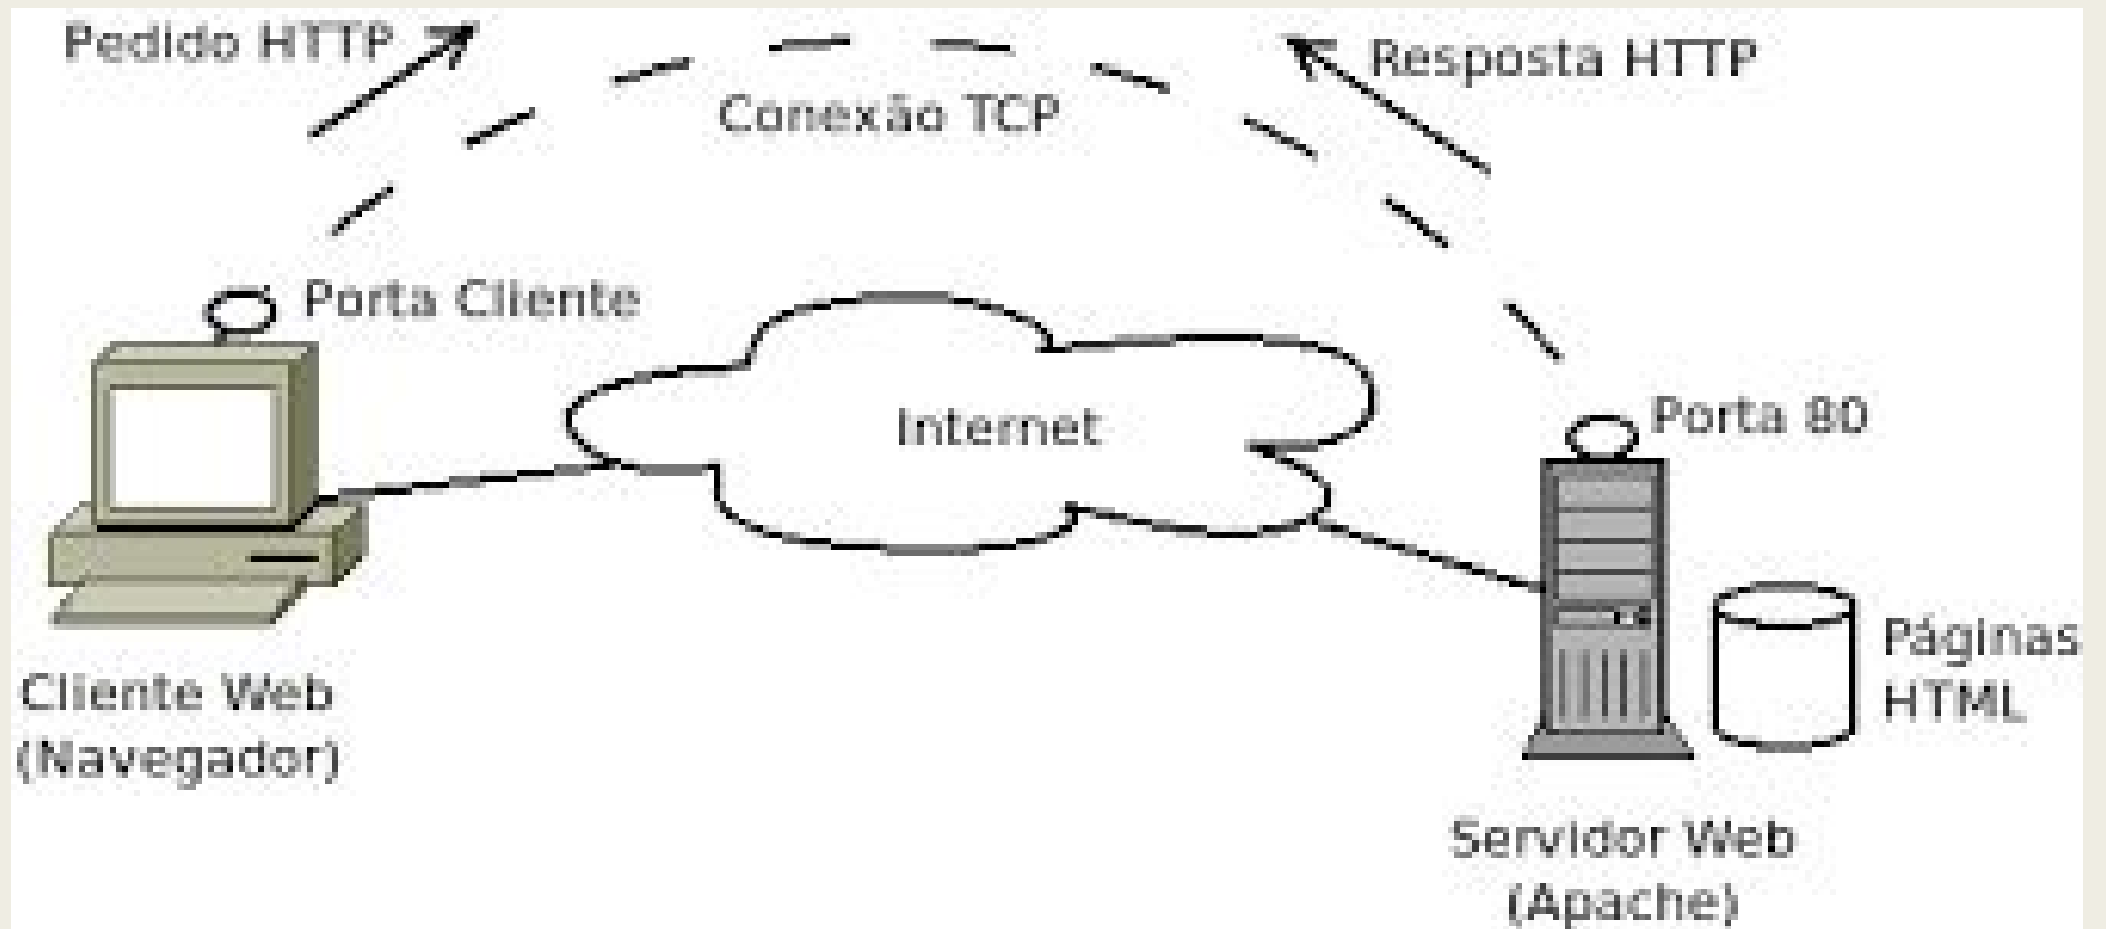 Pedido HTTP
Resposta HTTP
Conexão TCP
Porta Cliente
Internet
Porta 80
Páginas
HTML
Cliente Web
(Navegador)
Servidor Web
(Apache)